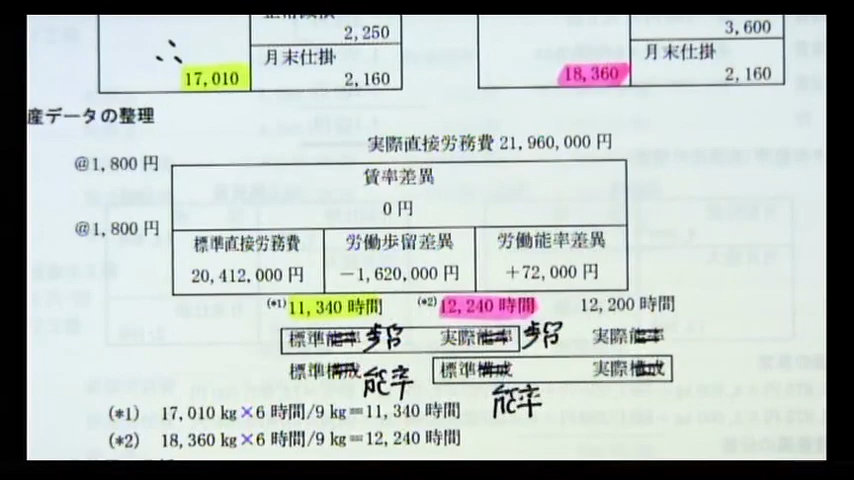 2,250
3,600
月末仕掛
月末仕掛
17,010
2,160
18,360
2,160
産データの整理
実際直接労務費 21,960,000 円
@1,800 円
賃率差異
0 円
@1,800 円
標準直接労務費 労働歩留差異 労働能率差異
20,412,000 円 −1,620,000 円 +72,000 円
(*1) 11,340 時間 (*2) 12,240 時間 12,200 時間
標準能率 歩留 実際能率 歩留 実際能率
標準構成 能率 標準構成 実際構成
能率
(*1) 17,010 kg×6 時間/9 kg=11,340 時間
(*2) 18,360 kg×6 時間/9 kg=12,240 時間